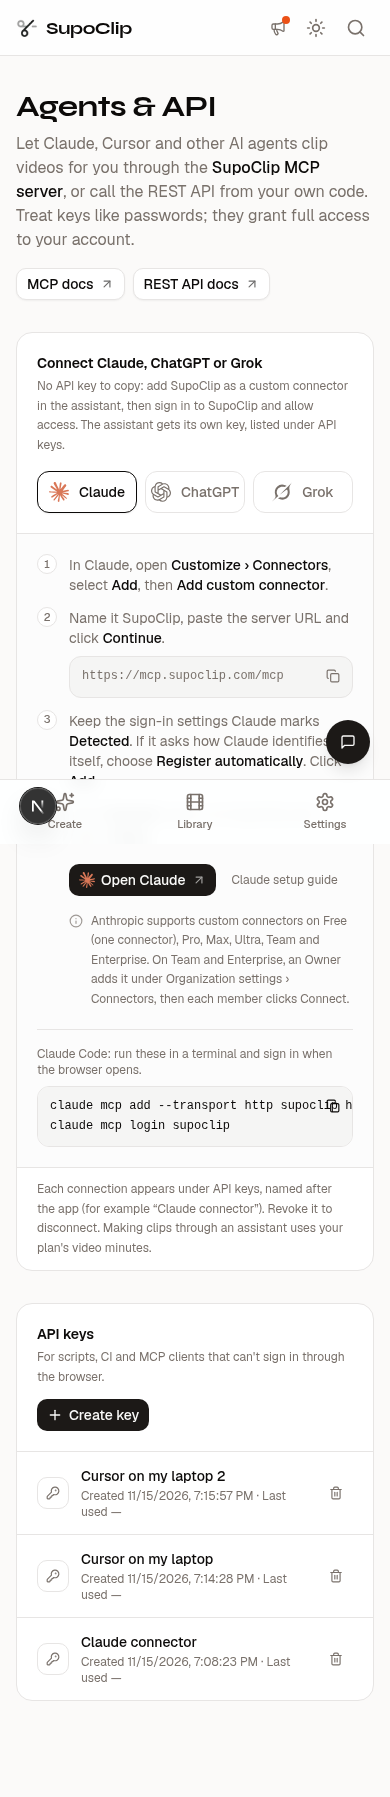 SupoClip
Agents & API
Let Claude, Cursor and other AI agents clip
videos for you through the SupoClip MCP
server, or call the REST API from your own code.
Treat keys like passwords; they grant full access
to your account.
MCP docs
REST API docs
Connect Claude, ChatGPT or Grok
No API key to copy: add SupoClip as a custom connector
in the assistant, then sign in to SupoClip and allow
access. The assistant gets its own key, listed under API
keys.
Claude
ChatGPT
Grok
1
In Claude, open Customize › Connectors,
select Add, then Add custom connector.
2
Name it SupoClip, paste the server URL and
click Continue.
https://mcp.supoclip.com/mcp
3
Keep the sign-in settings Claude marks
Detected. If it asks how Claude identifies
itself, choose Register automatically. Click
Add
N
Create
Library
Settings
Open Claude
Claude setup guide
Anthropic supports custom connectors on Free
(one connector), Pro, Max, Ultra, Team and
Enterprise. On Team and Enterprise, an Owner
adds it under Organization settings ›
Connectors, then each member clicks Connect.
Claude Code: run these in a terminal and sign in when
the browser opens.
claude mcp add --transport http supoclip h
claude mcp login supoclip
Each connection appears under API keys, named after
the app (for example “Claude connector”). Revoke it to
disconnect. Making clips through an assistant uses your
plan's video minutes.
API keys
For scripts, CI and MCP clients that can't sign in through
the browser.
Create key
Cursor on my laptop 2
Created 11/15/2026, 7:15:57 PM · Last
used —
Cursor on my laptop
Created 11/15/2026, 7:14:28 PM · Last
used —
Claude connector
Created 11/15/2026, 7:08:23 PM · Last
used —